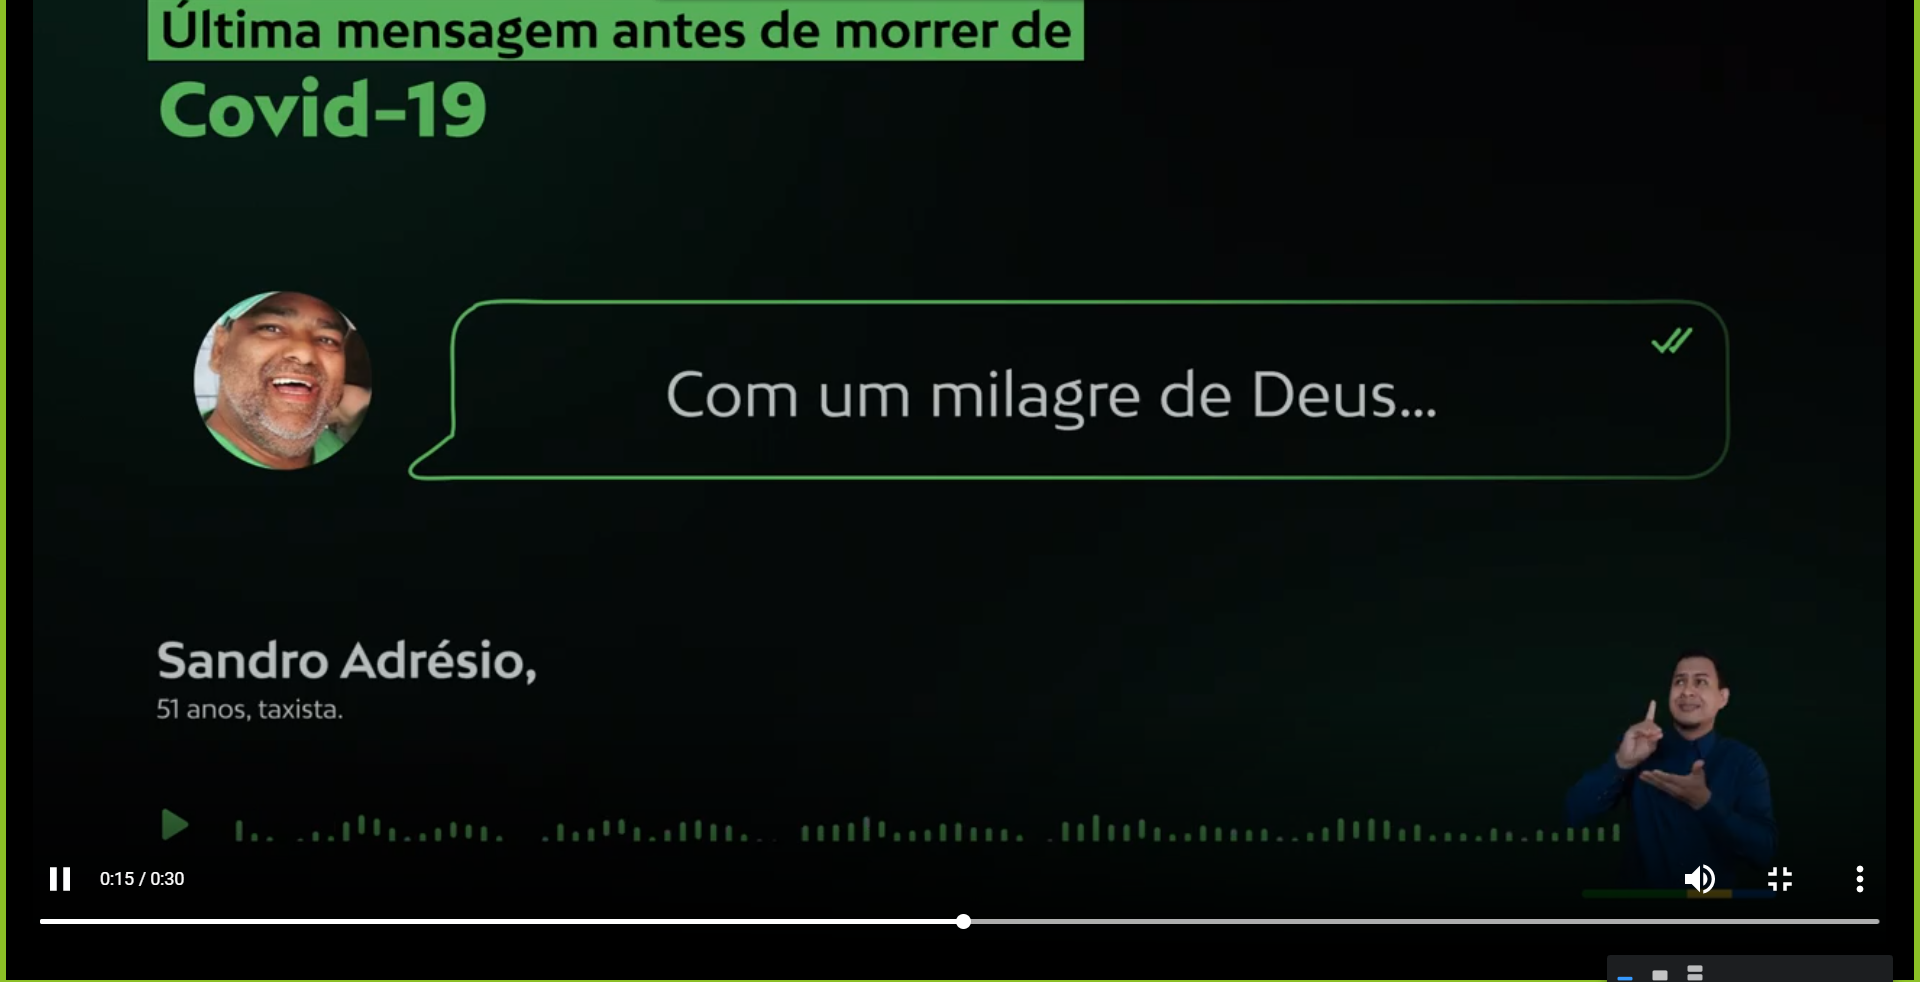 Última mensagem antes de morrer de
Covid-19
Com um milagre de Deus...
Sandro Adrésio,
51 anos, taxista.
0:15 / 0:30